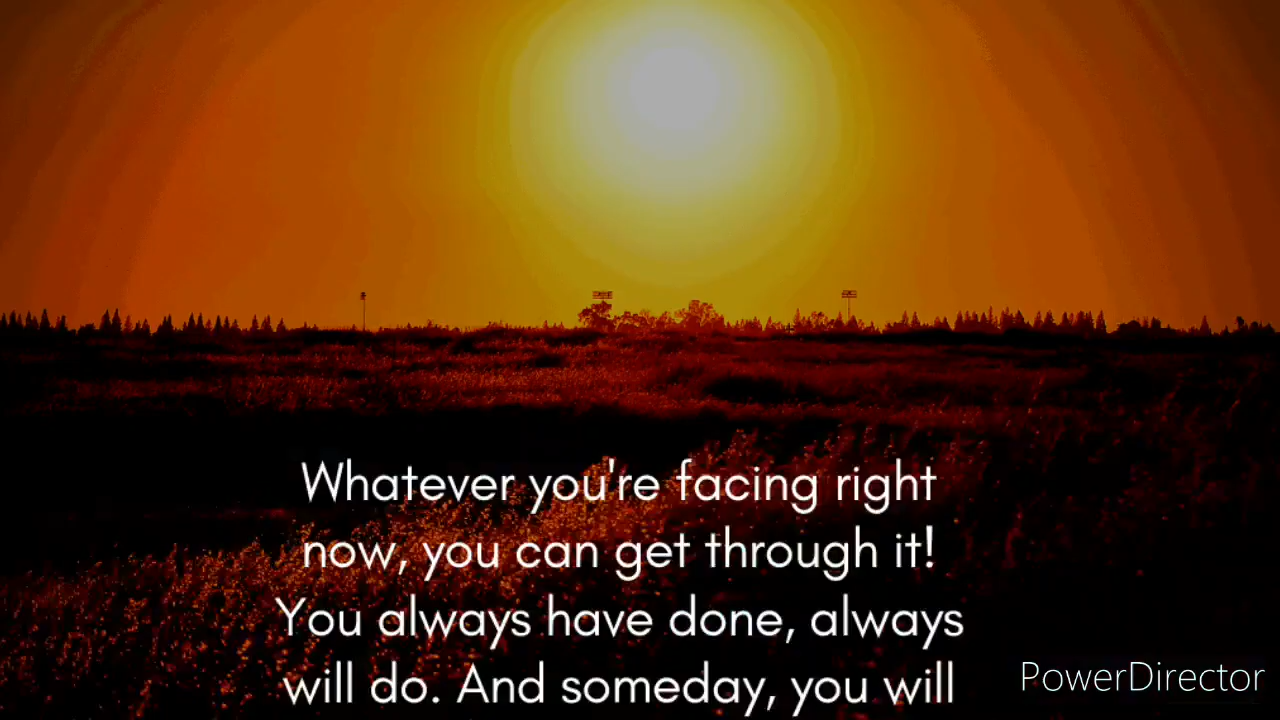 Whatever you're facing right
now, you can get through it!
You always have done, always
will do. And someday, you will
PowerDirector